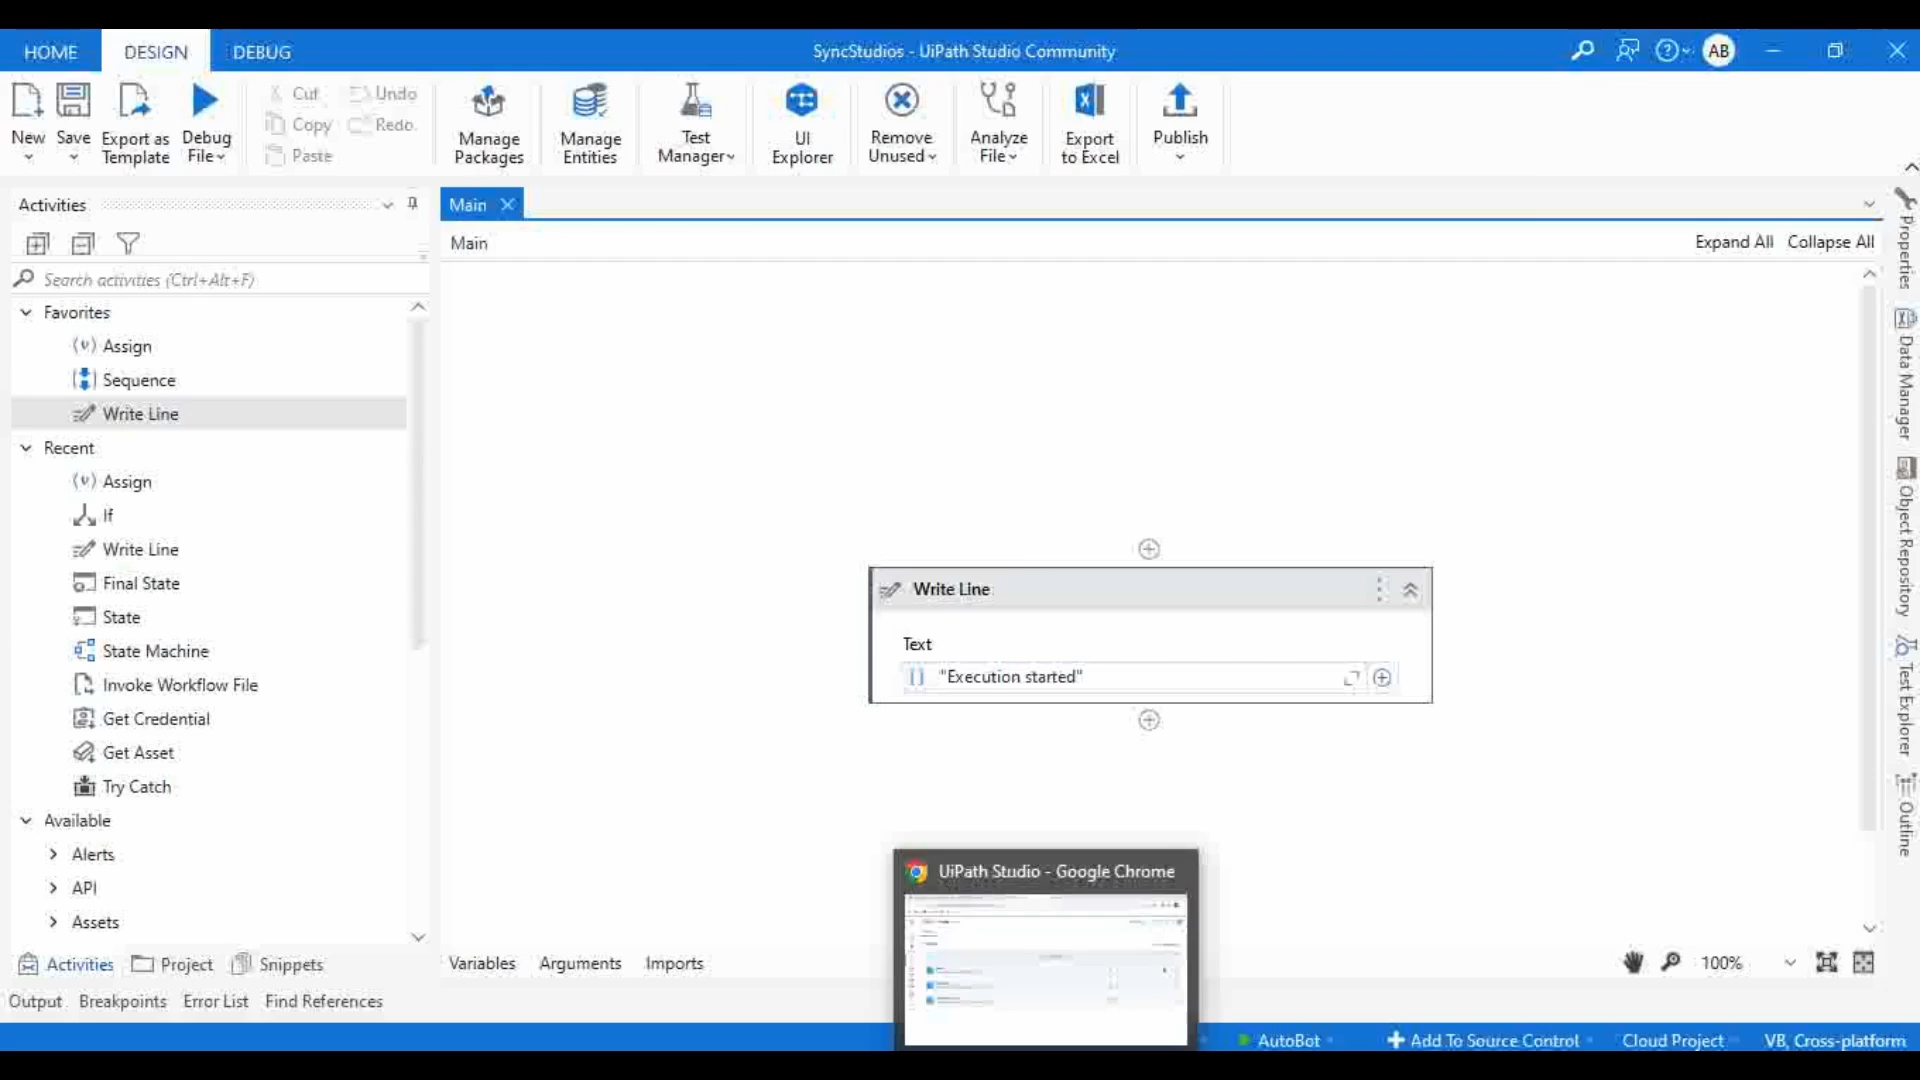 HOME DESIGN DEBUG SyncStudios - UiPath Studio Community AB
New Save Export as Template Debug File Cut Undo Copy Redo Paste Manage Packages Manage Entities Test Manager UI Explorer Remove Unused Analyze File Export to Excel Publish
Activities
Search activities (Ctrl+Alt+F)
Favorites
Assign
Sequence
Write Line
Recent
Assign
If
Write Line
Final State
State
State Machine
Invoke Workflow File
Get Credential
Get Asset
Try Catch
Available
Alerts
API
Assets
Activities Project Snippets
Main
Main Expand All Collapse All
Write Line
Text
"Execution started"
UiPath Studio - Google Chrome
Variables Arguments Imports 100%
Properties
Data Manager
Object Repository
Test Explorer
Outline
Output Breakpoints Error List Find References
AutoBot Add To Source Control Cloud Project VB, Cross-platform